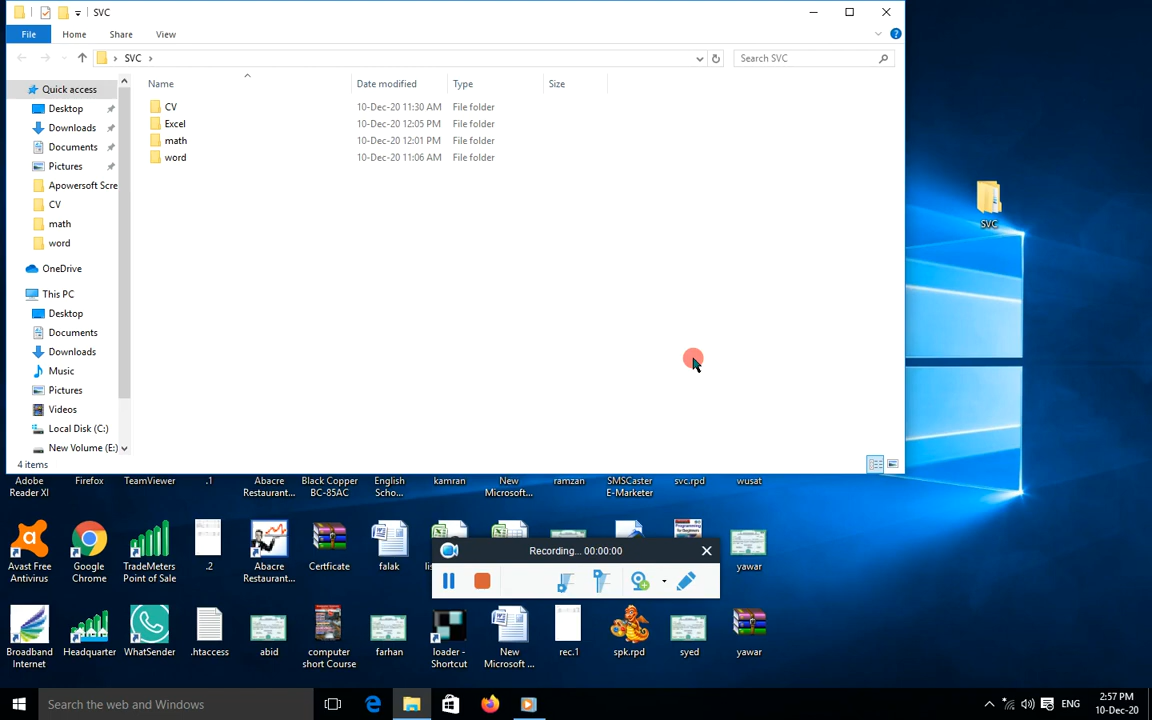 SVC
File Home Share View
SVC
Search SVC
Name Date modified Type Size
Quick access
Desktop
Downloads
Documents
Pictures
Apowersoft Scre
CV
math
word
OneDrive
This PC
Desktop
Documents
Downloads
Music
Pictures
Videos
Local Disk (C:)
New Volume (E:)
CV 10-Dec-20 11:30 AM File folder
Excel 10-Dec-20 12:05 PM File folder
math 10-Dec-20 12:01 PM File folder
word 10-Dec-20 11:06 AM File folder
4 items
SVC
Adobe Reader XI
Firefox
TeamViewer
.1
Abacre Restaurant...
Black Copper BC-85AC
English Scho...
kamran
New Microsoft...
ramzan
SMSCaster E-Marketer
svc.rpd
wusat
Recording... 00:00:00
Avast Free Antivirus
Google Chrome
TradeMeters Point of Sale
.2
Abacre Restaurant...
Certficate
falak
yawar
Broadband Internet
Headquarter
WhatSender
.htaccess
abid
computer short Course
farhan
loader - Shortcut
New Microsoft ...
rec.1
spk.rpd
syed
yawar
Search the web and Windows
ENG
2:57 PM
10-Dec-20